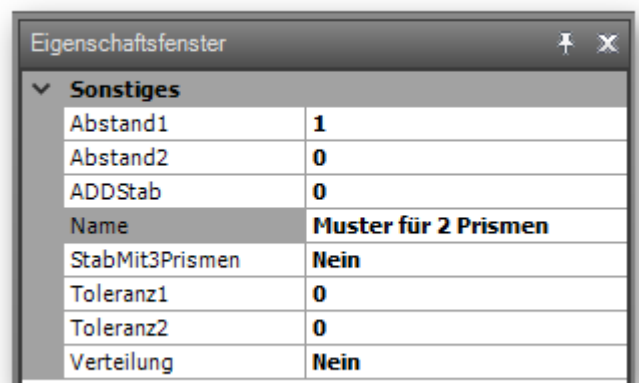 Eigenschaftsfenster
Sonstiges
Abstand1 1
Abstand2 0
ADDStab 0
Name Muster für 2 Prismen
StabMit3Prismen Nein
Toleranz1 0
Toleranz2 0
Verteilung Nein